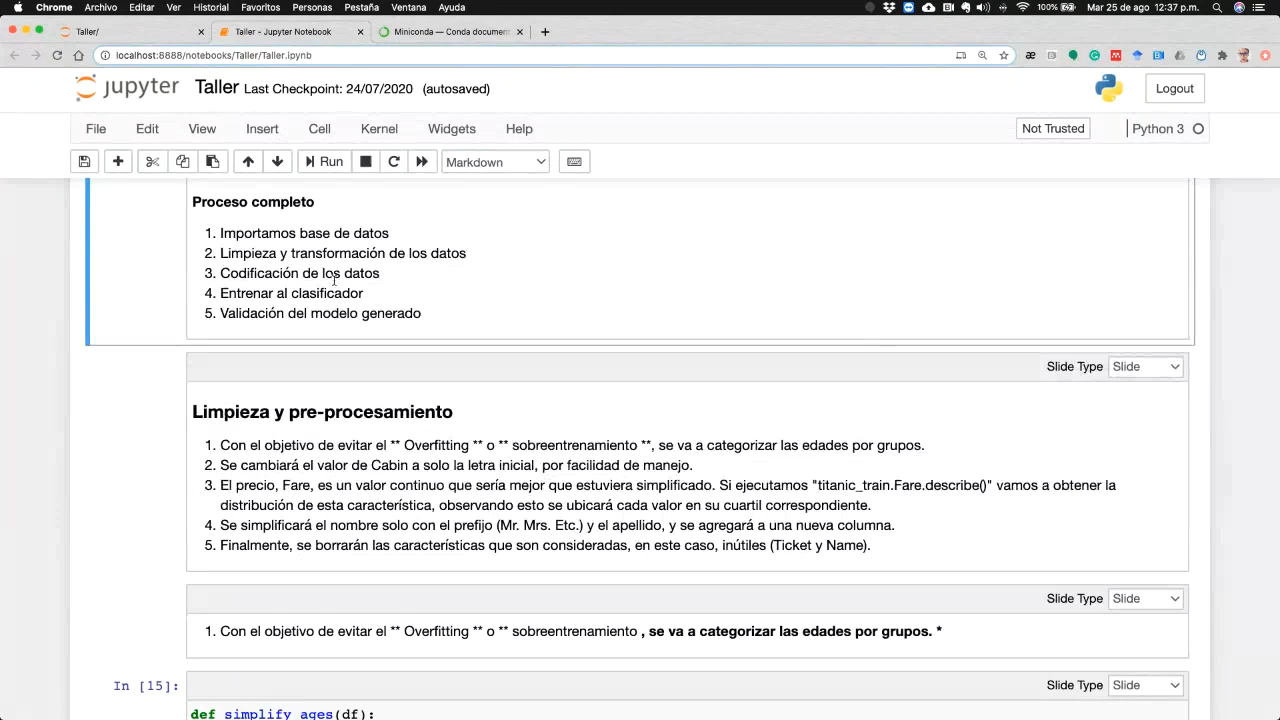 Chrome Archivo Editar Ver Historial Favoritos Personas Pestaña Ventana Ayuda 100% Mar 25 de ago 12:37 p.m.
Taller/ Taller - Jupyter Notebook Miniconda — Conda document
localhost:8888/notebooks/Taller/Taller.ipynb
jupyter Taller Last Checkpoint: 24/07/2020 (autosaved) Logout
File Edit View Insert Cell Kernel Widgets Help Not Trusted Python 3
Run Markdown
Proceso completo
1. Importamos base de datos
2. Limpieza y transformación de los datos
3. Codificación de los datos
4. Entrenar al clasificador
5. Validación del modelo generado
Slide Type Slide
Limpieza y pre-procesamiento
1. Con el objetivo de evitar el ** Overfitting ** o ** sobreentrenamiento **, se va a categorizar las edades por grupos.
2. Se cambiará el valor de Cabin a solo la letra inicial, por facilidad de manejo.
3. El precio, Fare, es un valor continuo que sería mejor que estuviera simplificado. Si ejecutamos "titanic_train.Fare.describe()" vamos a obtener la
distribución de esta característica, observando esto se ubicará cada valor en su cuartil correspondiente.
4. Se simplificará el nombre solo con el prefijo (Mr. Mrs. Etc.) y el apellido, y se agregará a una nueva columna.
5. Finalmente, se borrarán las características que son consideradas, en este caso, inútiles (Ticket y Name).
Slide Type Slide
1. Con el objetivo de evitar el ** Overfitting ** o ** sobreentrenamiento , se va a categorizar las edades por grupos. *
In [15]: Slide Type Slide
def simplify_ages(df):